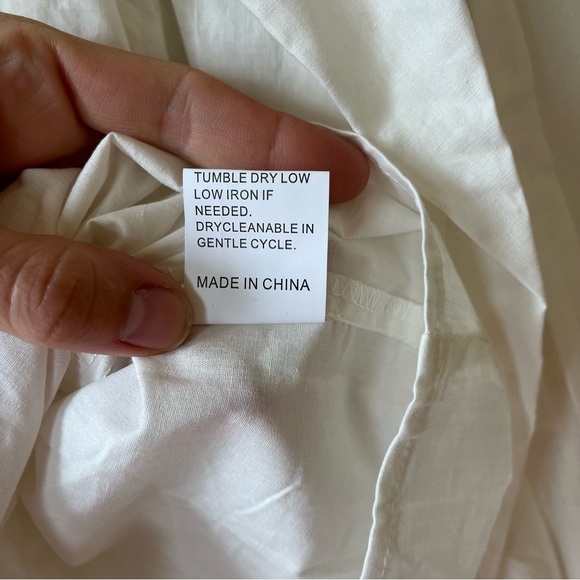 TUMBLE DRY LOW
LOW IRON IF
NEEDED.
DRYCLEANABLE IN
GENTLE CYCLE.
MADE IN CHINA